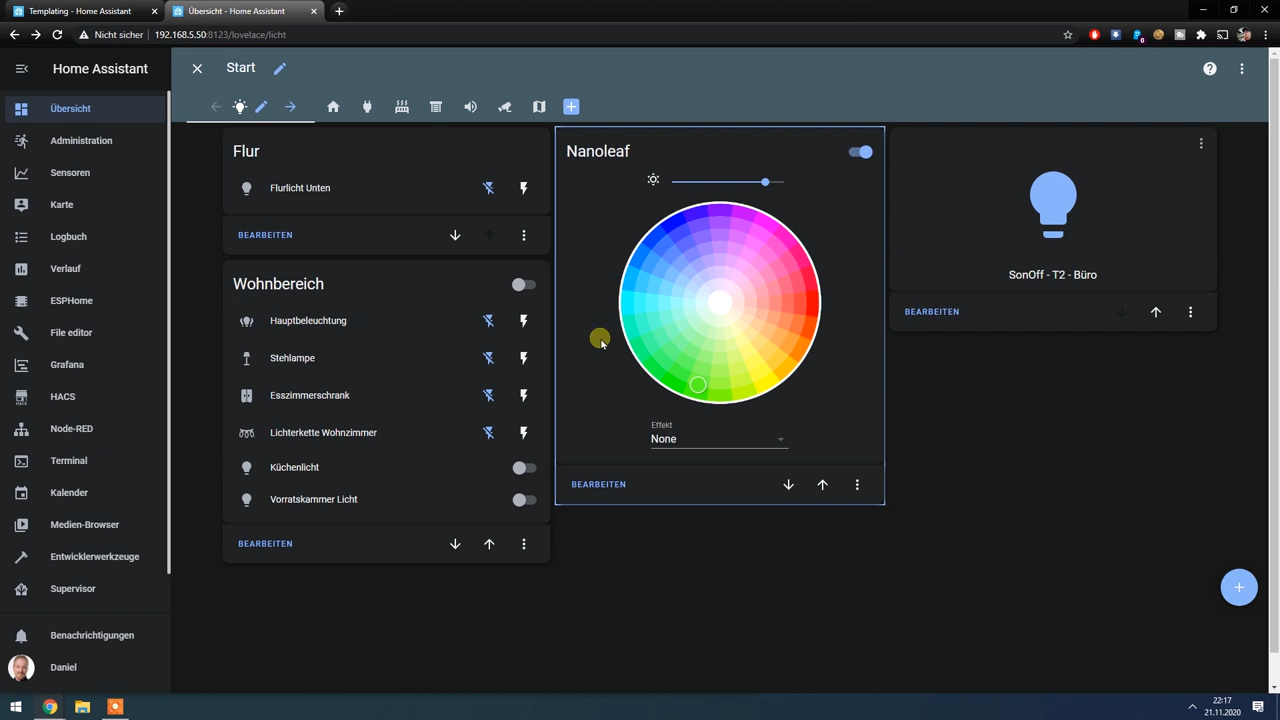 Templating - Home Assistant
Übersicht - Home Assistant
Nicht sicher
192.168.5.50:8123/lovelace/licht
0
Home Assistant
Start
Übersicht
Administration
Sensoren
Karte
Logbuch
Verlauf
ESPHome
File editor
Grafana
HACS
Node-RED
Terminal
Kalender
Medien-Browser
Entwicklerwerkzeuge
Supervisor
Benachrichtigungen
Daniel
Flur
Flurlicht Unten
BEARBEITEN
Wohnbereich
Hauptbeleuchtung
Stehlampe
Esszimmerschrank
Lichterkette Wohnzimmer
Küchenlicht
Vorratskammer Licht
BEARBEITEN
Nanoleaf
Effekt
None
BEARBEITEN
SonOff - T2 - Büro
BEARBEITEN
22:17
21.11.2020